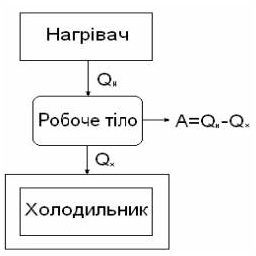 Нагрівач
Qн
Робоче тіло
A=Qн-Qх
Qх
Холодильник